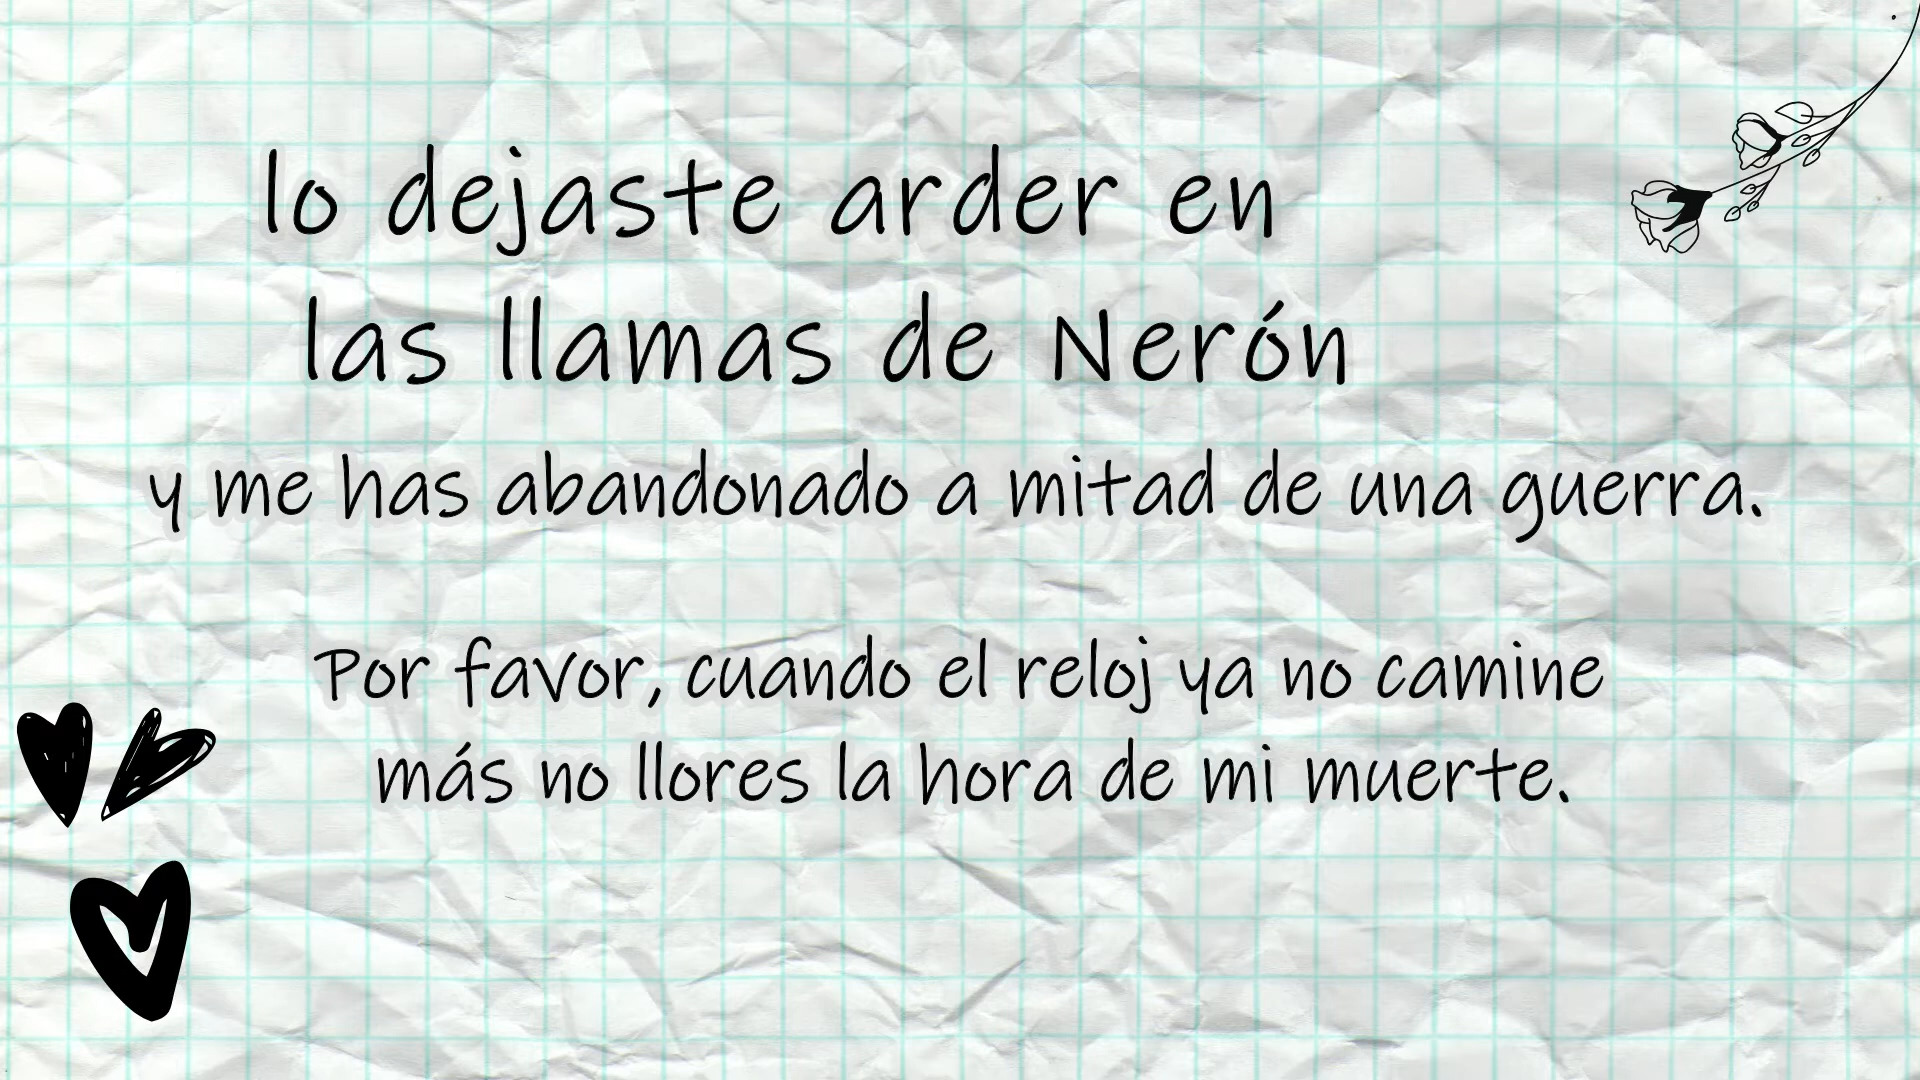 lo dejaste arder en
las llamas de Nerón
y me has abandonado a mitad de una guerra.
Por favor, cuando el reloj ya no camine
más no llores la hora de mi muerte.